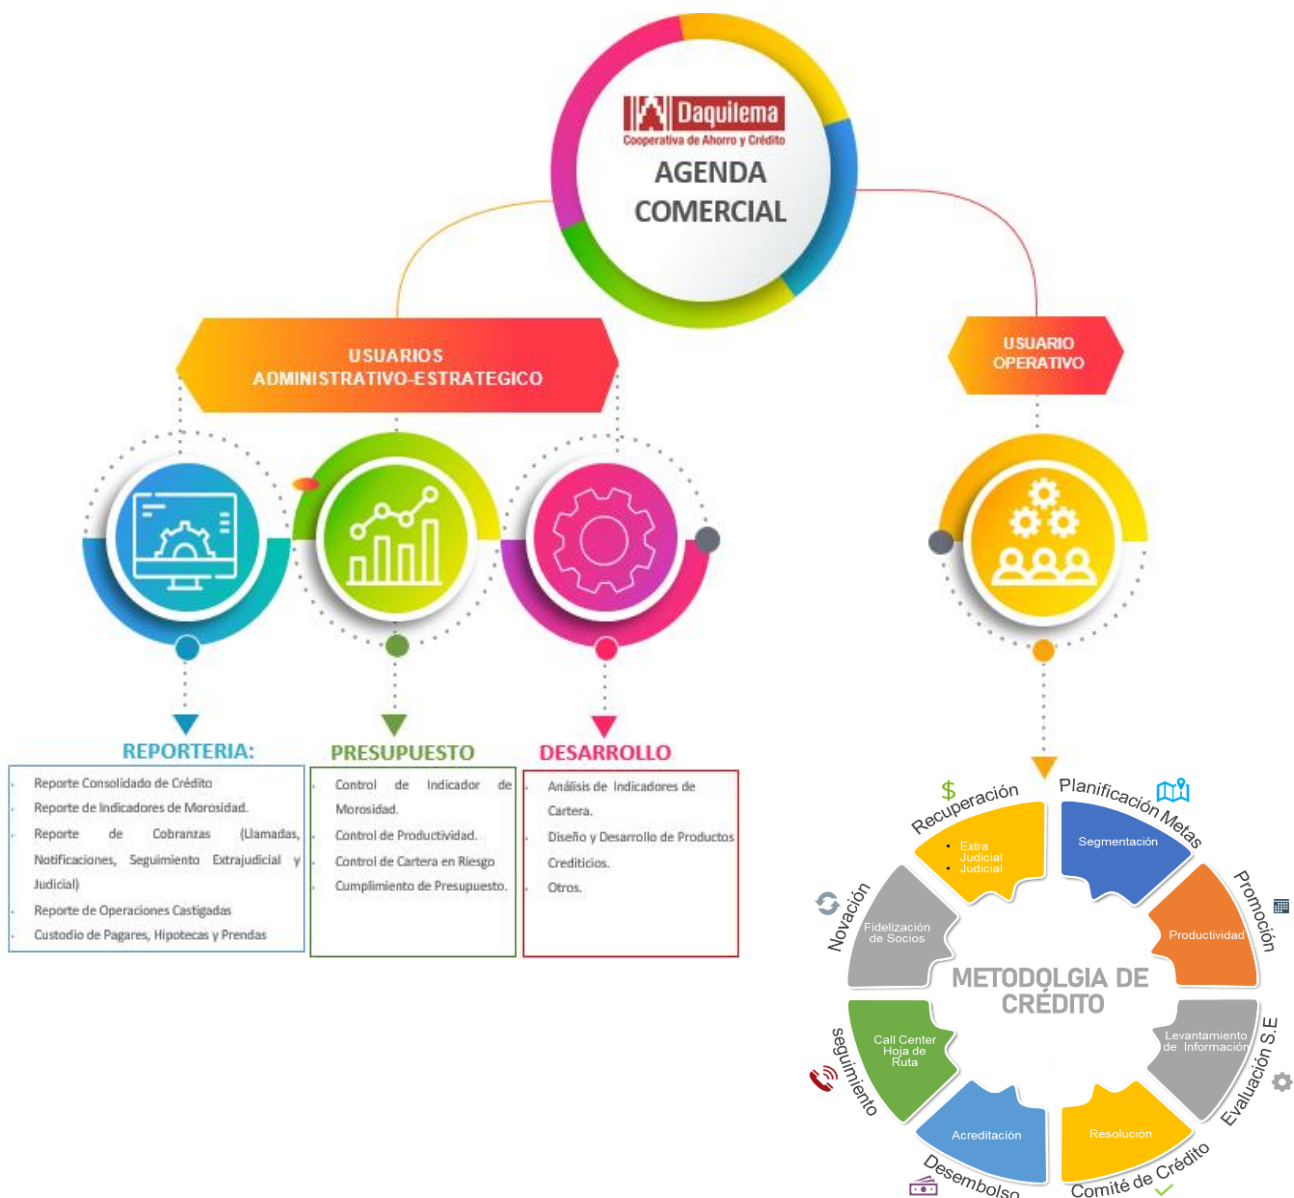 Daquilema
Cooperativa de Ahorro y Crédito
AGENDA
COMERCIAL
USUARIOS
ADMINISTRATIVO-ESTRATEGICO
USUARIO
OPERATIVO
REPORTERIA:
Reporte Consolidado de Crédito
Reporte de Indicadores de Morosidad.
Reporte de Cobranzas (Llamadas,
Notificaciones, Seguimiento Extrajudicial y
Judicial)
Reporte de Operaciones Castigadas
Custodio de Pagares, Hipotecas y Prendas
PRESUPUESTO
Control de Indicador de
Morosidad.
Control de Productividad.
Control de Cartera en Riesgo
Cumplimiento de Presupuesto.
DESARROLLO
Análisis de Indicadores de
Cartera.
Diseño y Desarrollo de Productos
Crediticios.
Otros.
METODOLGIA DE
CRÉDITO
Planificación Metas
Segmentación
Promoción
Productividad
Evaluación S.E
Levantamiento
de Información
Comité de Crédito
Resolución
Desembolso
Acreditación
seguimiento
Call Center
Hoja de
Ruta
Novación
Fidelización
de Socios
$
Recuperación
• Extra
Judicial
• Judicial